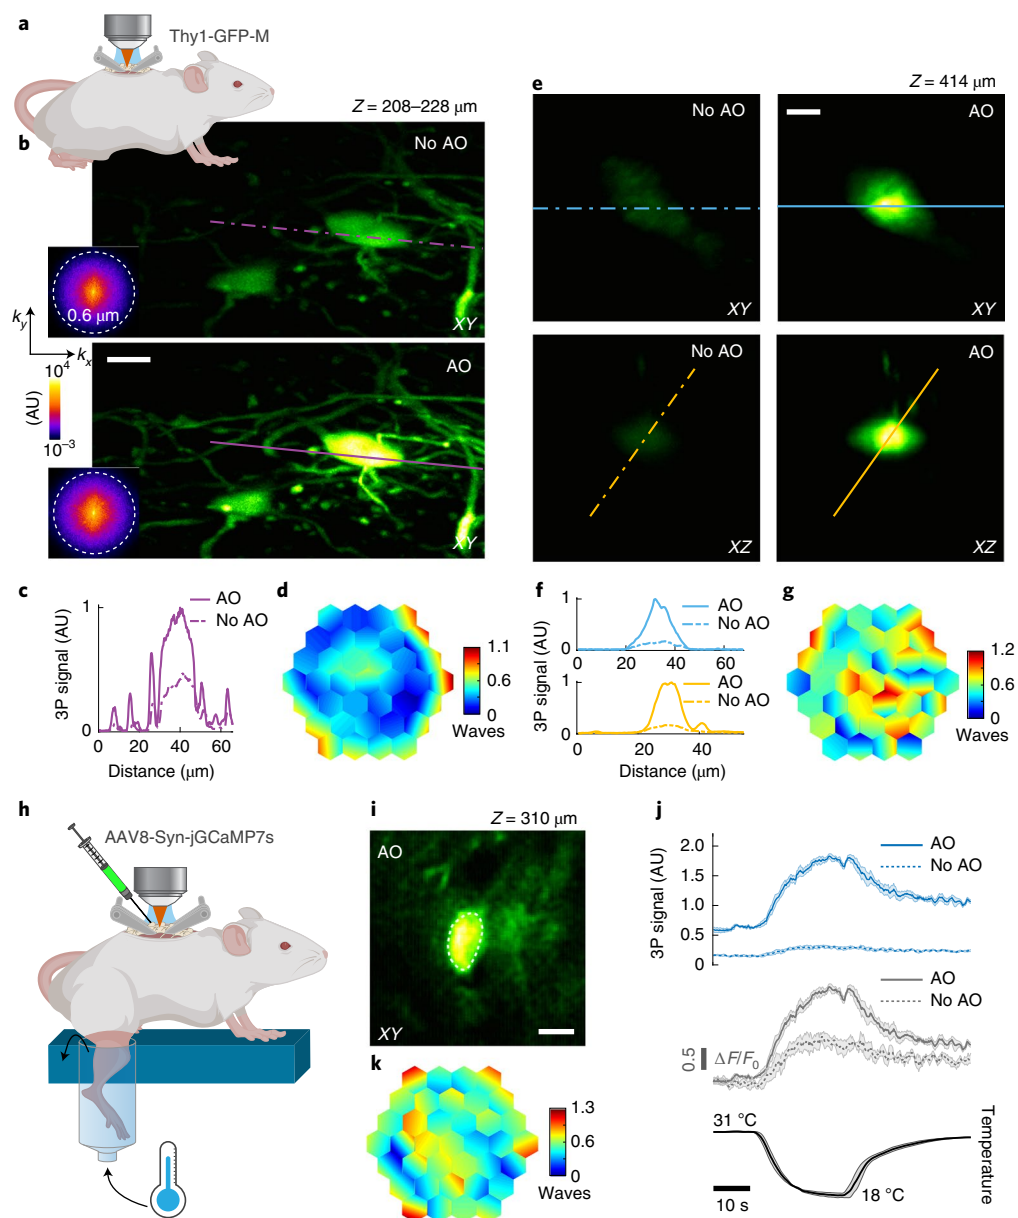 a
Thy1-GFP-M
Z = 208–228 μm
b
No AO
0.6 μm
XY
ky
kx
AO
10⁴
(AU)
10⁻³
XY
c
3P signal (AU)
1
0
AO
No AO
0 20 40 60
Distance (μm)
d
1.1
0.6
0
Waves
e
Z = 414 μm
No AO
AO
XY
XY
No AO
AO
XZ
XZ
f
3P signal (AU)
1
0
AO
No AO
0 20 40 60
1
0
AO
No AO
0 20 40
Distance (μm)
g
1.2
0.6
0
Waves
h
AAV8-Syn-jGCaMP7s
i
Z = 310 μm
AO
XY
j
3P signal (AU)
2.0
1.5
1.0
0.5
0
AO
No AO
AO
No AO
0.5
ΔF/F₀
31 °C
18 °C
Temperature
10 s
k
1.3
0.6
0
Waves